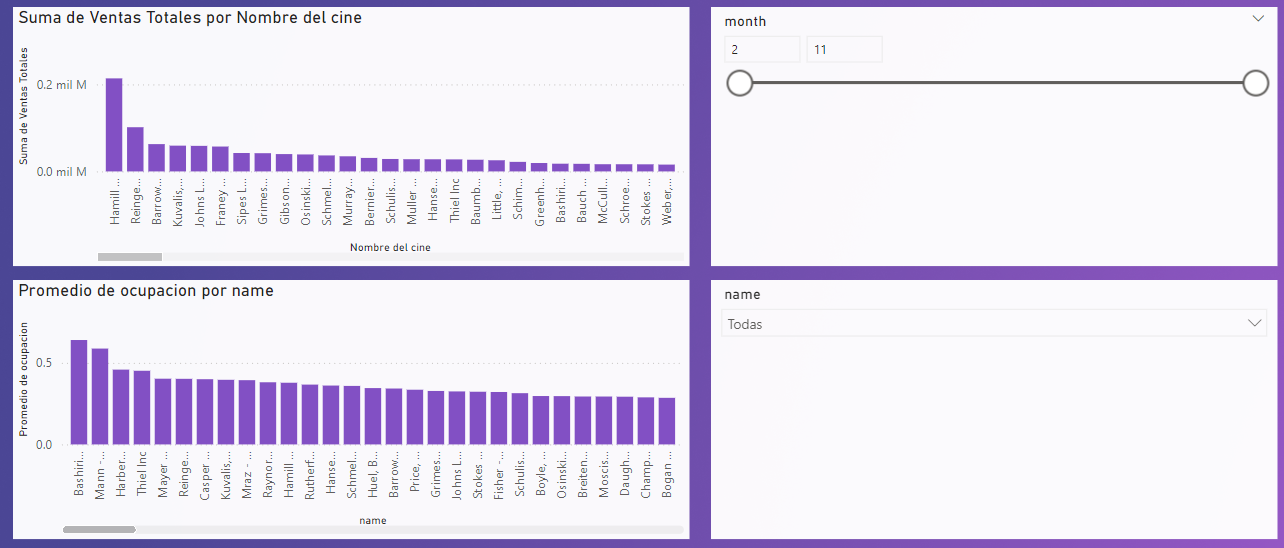 Suma de Ventas Totales por Nombre del cine
Suma de Ventas Totales
0.2 mil M
0.0 mil M
Hamill ...
Reinge...
Barrow...
Kuvalis,...
Johns L...
Franey ...
Sipes L...
Grimes...
Gibson...
Osinski...
Schmel...
Murray...
Bernier...
Schulis...
Muller ...
Hanse...
Thiel Inc
Baumb...
Little, ...
Schim...
Greenh...
Bashiri...
Bauch ...
McCull...
Schroe...
Stokes ...
Weber,...
Nombre del cine
month
2
11
Promedio de ocupacion por name
Promedio de ocupacion
0.5
0.0
Bashiri...
Mann -...
Harber...
Thiel Inc
Mayer ...
Reinge...
Casper ...
Kuvalis,...
Mraz - ...
Raynor...
Hamill ...
Rutherf...
Hanse...
Schmel...
Huel, B...
Barrow...
Price, ...
Grimes...
Johns L...
Stokes ...
Fisher -...
Schulis...
Boyle, ...
Osinski...
Breiten...
Moscis...
Daugh...
Champ...
Bogan ...
name
name
Todas